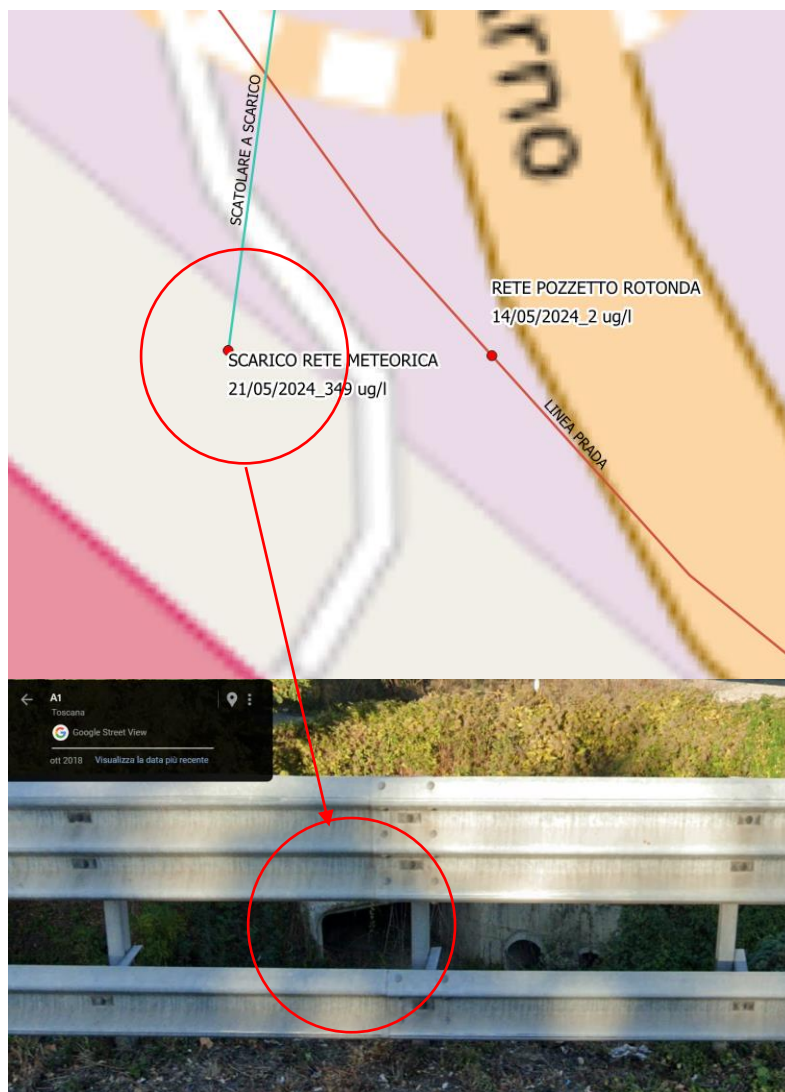 arno
SCATOLARE A SCARICO
RETE POZZETTO ROTONDA
14/05/2024_2 ug/l
SCARICO RETE METEORICA
21/05/2024_349 ug/l
LINEA PRADA
A1
Toscana
Google Street View
ott 2018 Visualizza la data più recente